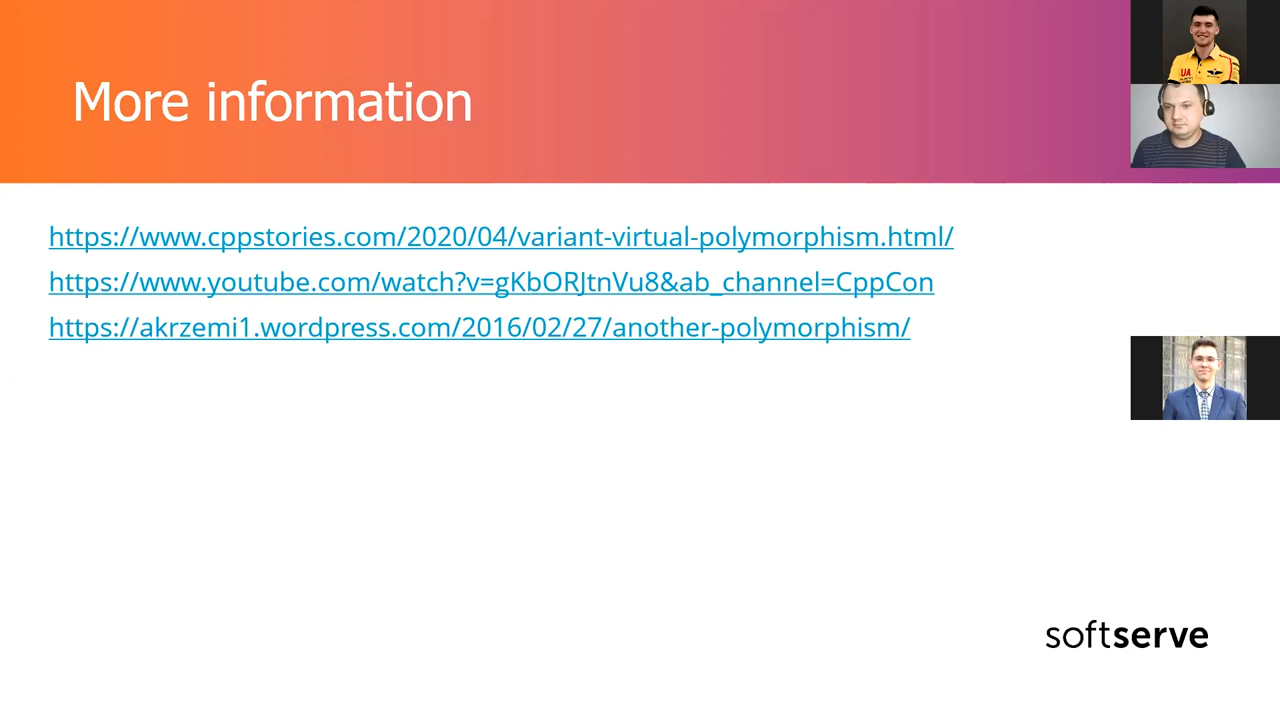 More information
UA
https://www.cppstories.com/2020/04/variant-virtual-polymorphism.html/
https://www.youtube.com/watch?v=gKbORJtnVu8&ab_channel=CppCon
https://akrzemi1.wordpress.com/2016/02/27/another-polymorphism/
softserve